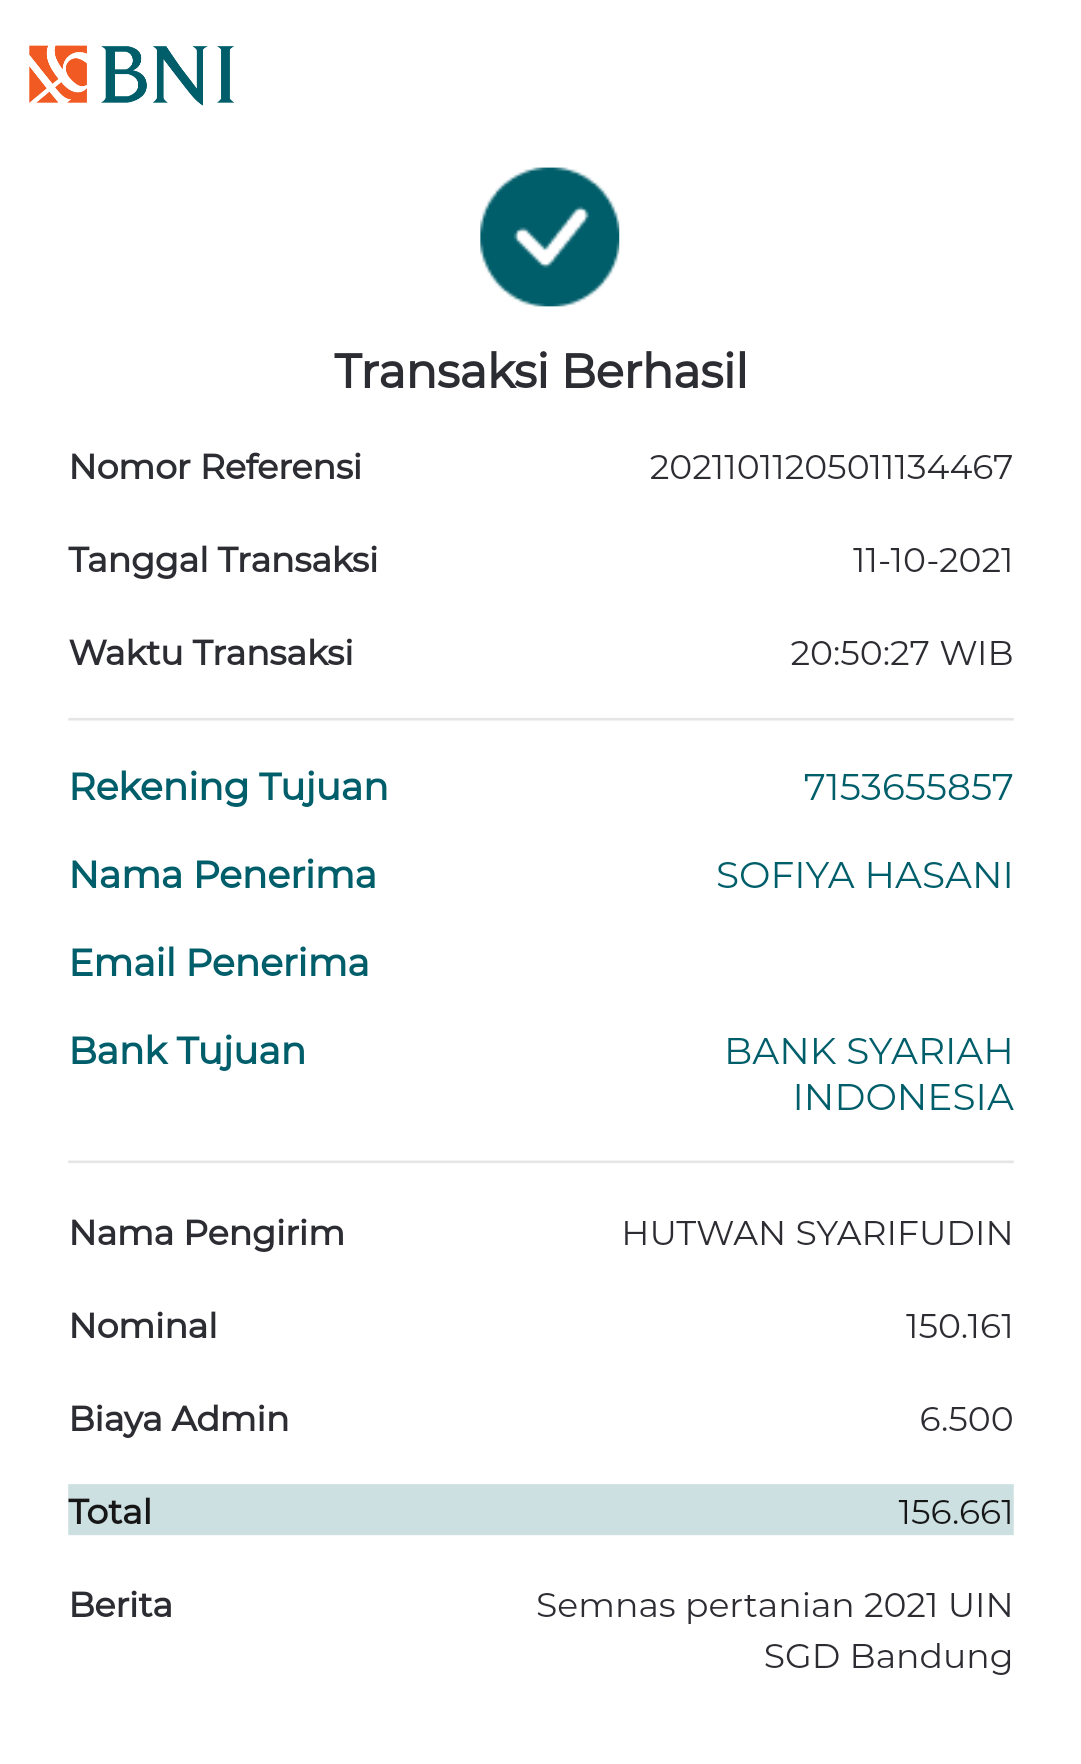 BNI
Transaksi Berhasil
Nomor Referensi 20211011205011134467
Tanggal Transaksi 11-10-2021
Waktu Transaksi 20:50:27 WIB
Rekening Tujuan 7153655857
Nama Penerima SOFIYA HASANI
Email Penerima
Bank Tujuan BANK SYARIAH
INDONESIA
Nama Pengirim HUTWAN SYARIFUDIN
Nominal 150.161
Biaya Admin 6.500
Total 156.661
Berita Semnas pertanian 2021 UIN
SGD Bandung